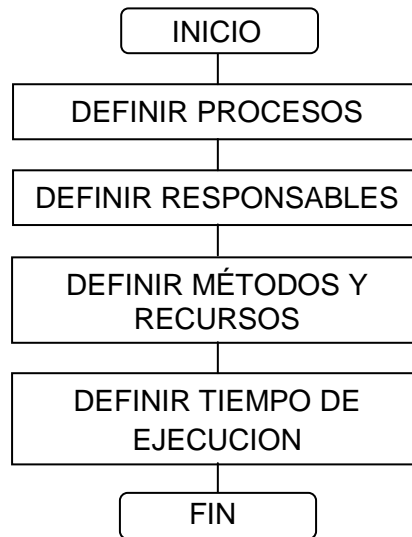 INICIO
DEFINIR PROCESOS
DEFINIR RESPONSABLES
DEFINIR MÉTODOS Y
RECURSOS
DEFINIR TIEMPO DE
EJECUCION
FIN